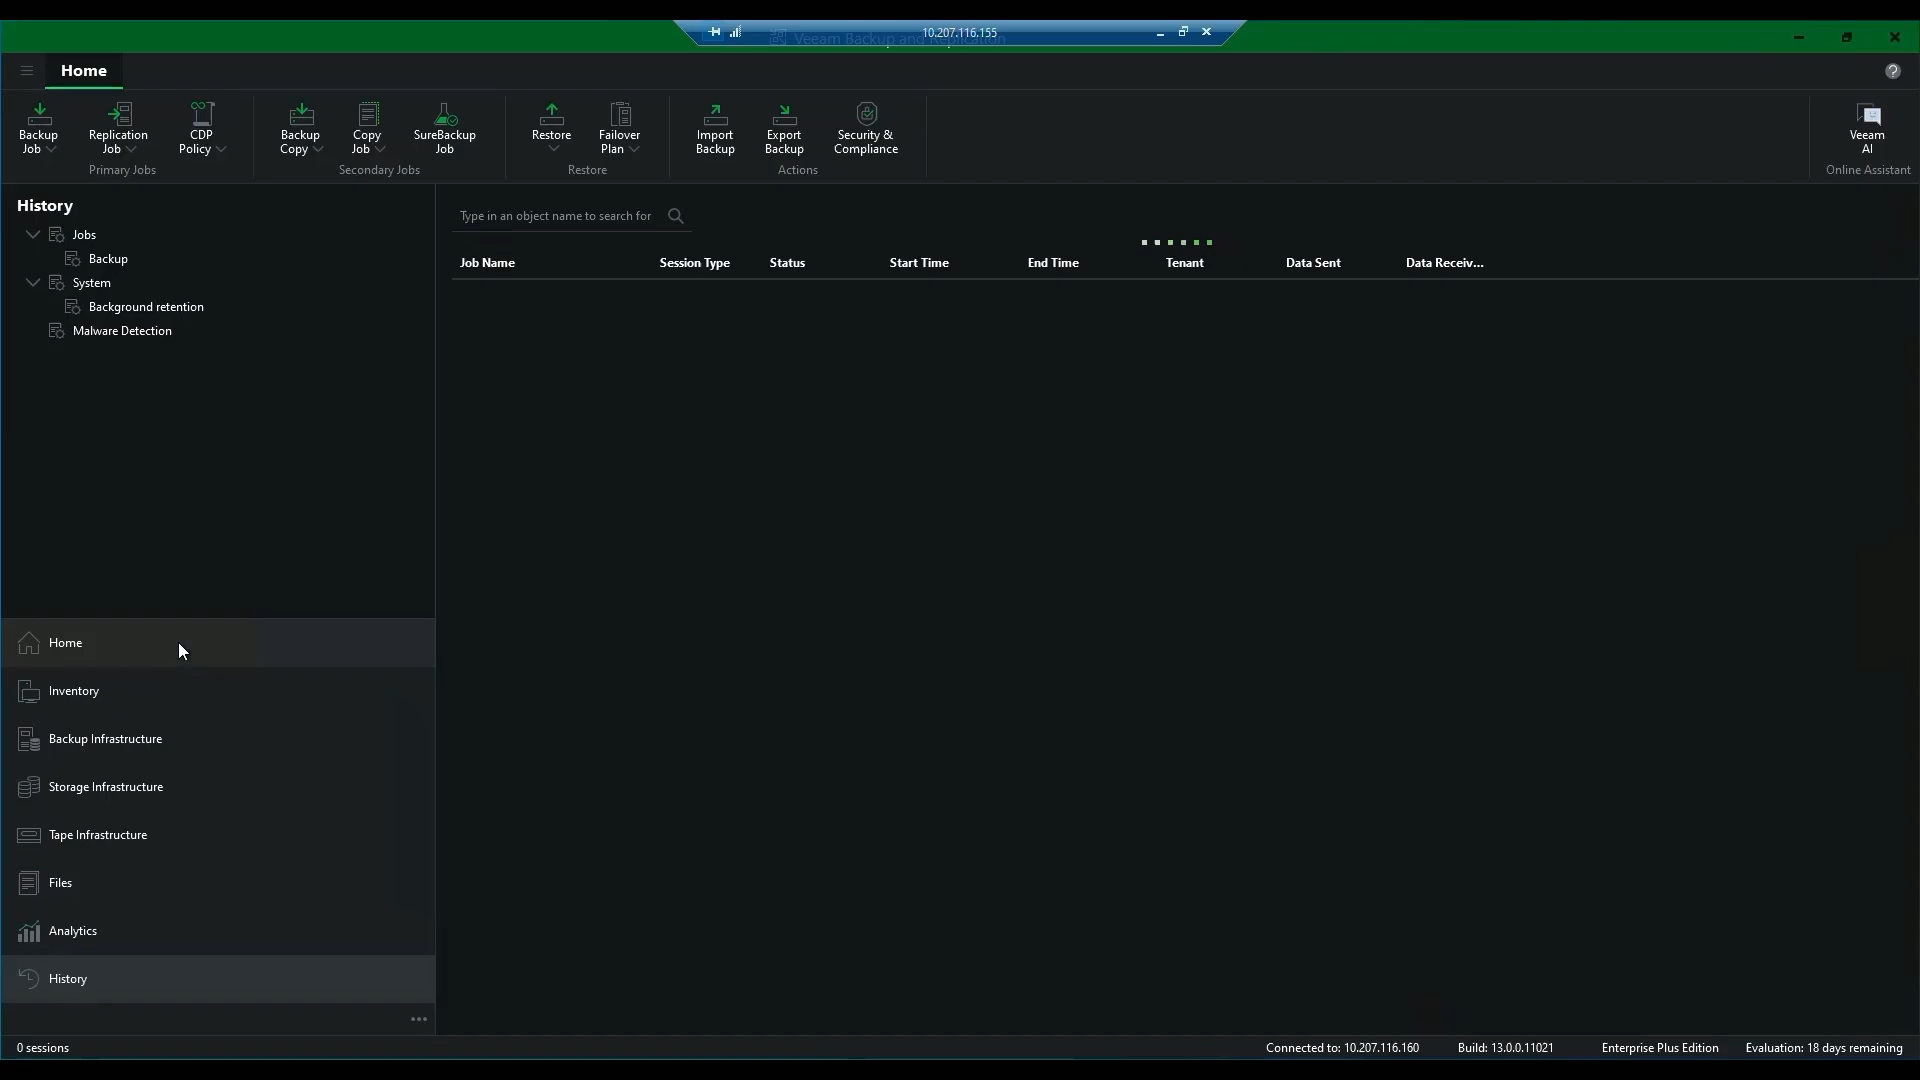 10.207.116.155
Veeam Backup and Replication
Home
Backup
Job
Replication
Job
CDP
Policy
Primary Jobs
Backup
Copy
Copy
Job
SureBackup
Job
Secondary Jobs
Restore
Failover
Plan
Restore
Import
Backup
Export
Backup
Security &
Compliance
Actions
Veeam
AI
Online Assistant
History
Jobs
Backup
System
Background retention
Malware Detection
Type in an object name to search for
Job Name Session Type Status Start Time End Time Tenant Data Sent Data Receiv...
Home
Inventory
Backup Infrastructure
Storage Infrastructure
Tape Infrastructure
Files
Analytics
History
0 sessions
Connected to: 10.207.116.160 Build: 13.0.0.11021 Enterprise Plus Edition Evaluation: 18 days remaining